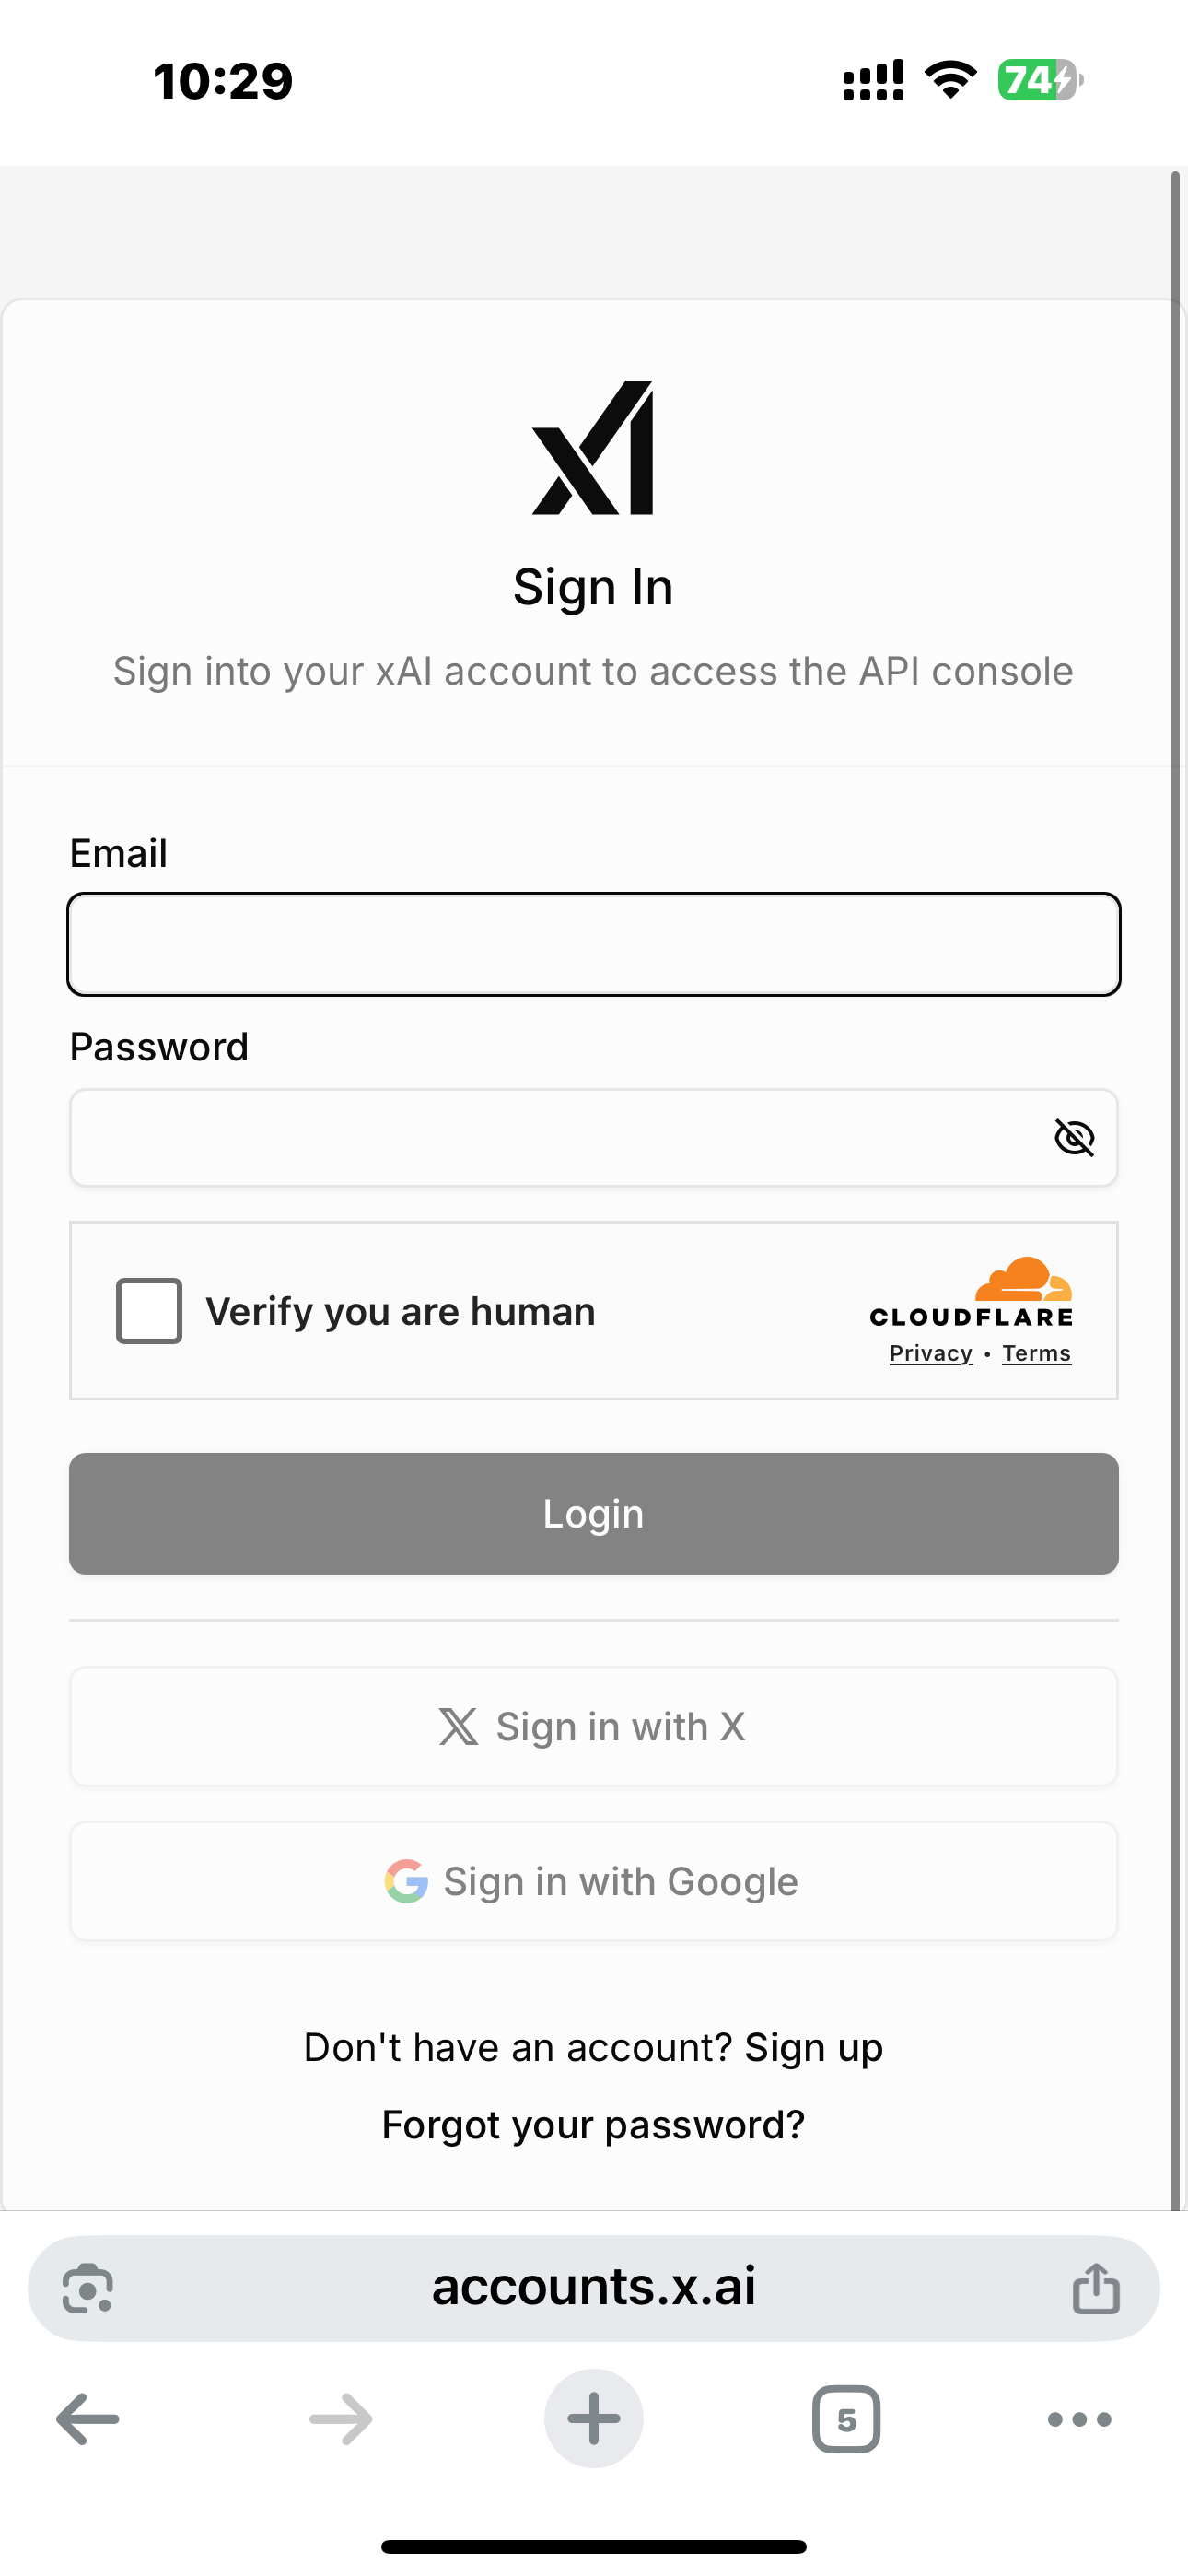 10:29
74
xAI
Sign In
Sign into your xAI account to access the API console
Email
Password
Verify you are human
CLOUDFLARE
Privacy • Terms
Login
Sign in with X
Sign in with Google
Don't have an account? Sign up
Forgot your password?
accounts.x.ai
5